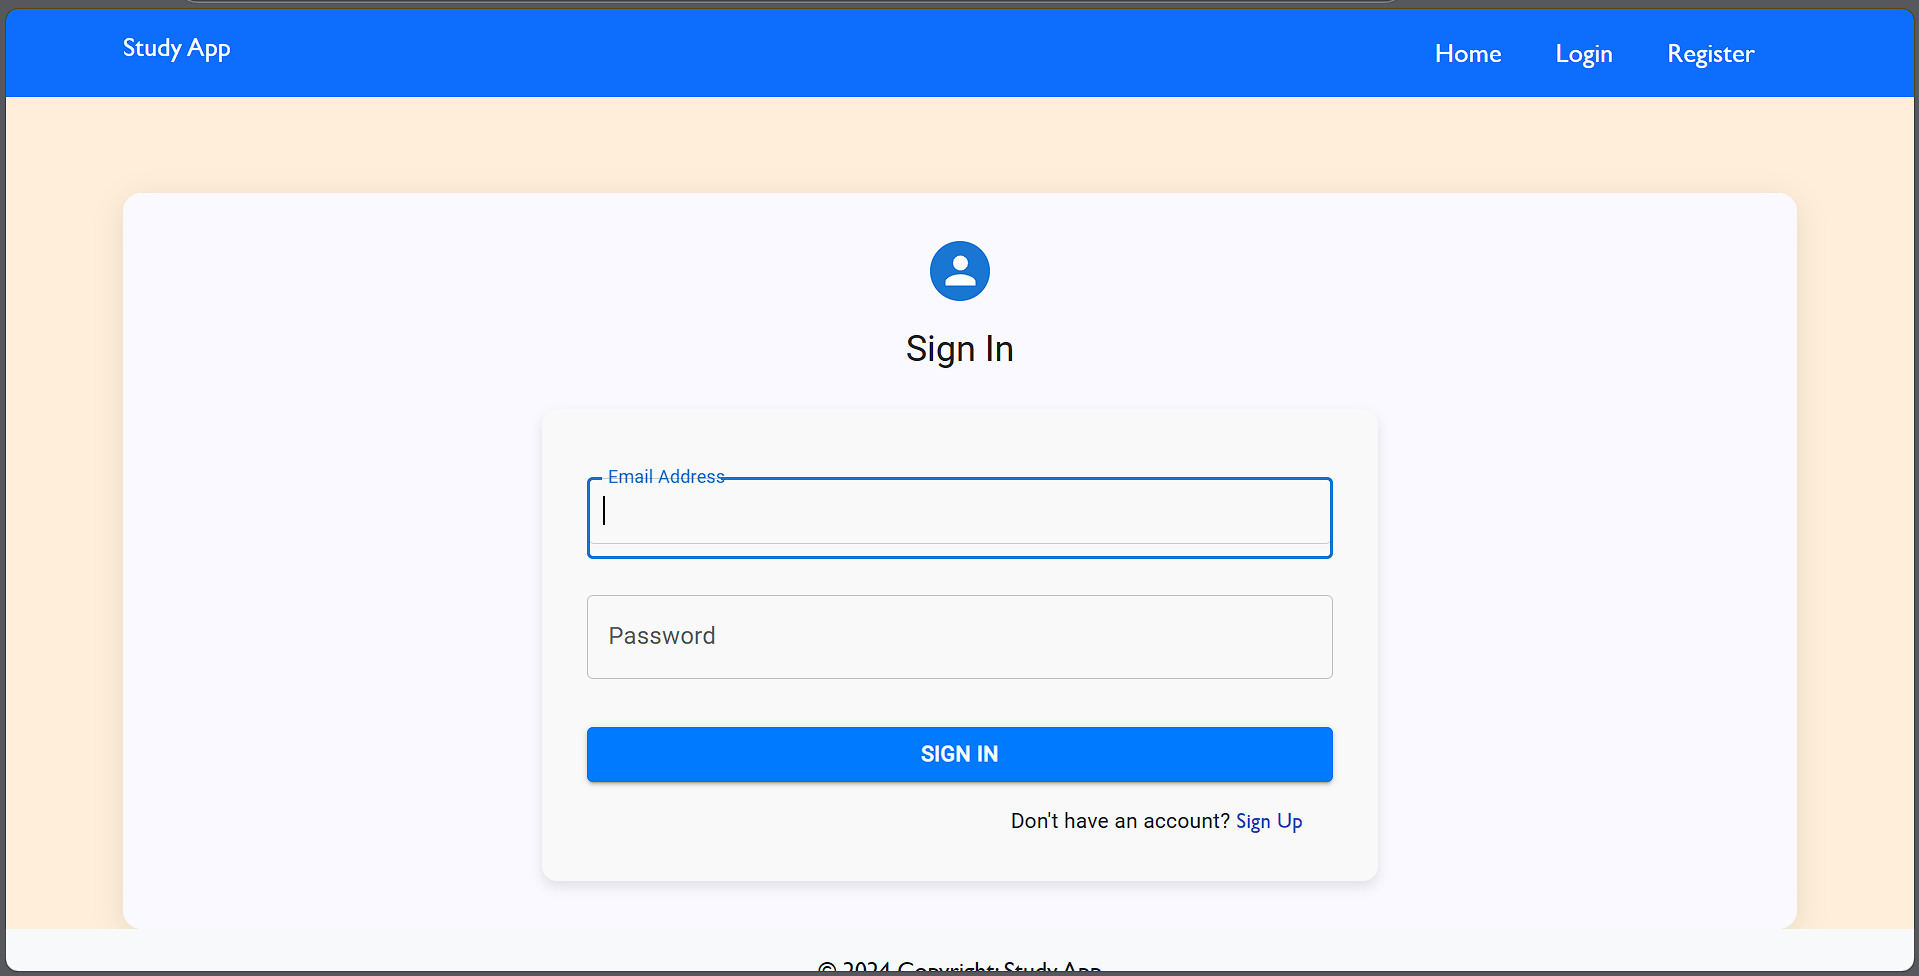 Study App
Home Login Register
Sign In
Email Address
Password
SIGN IN
Don't have an account? Sign Up
© 2024 Copyright: Study App